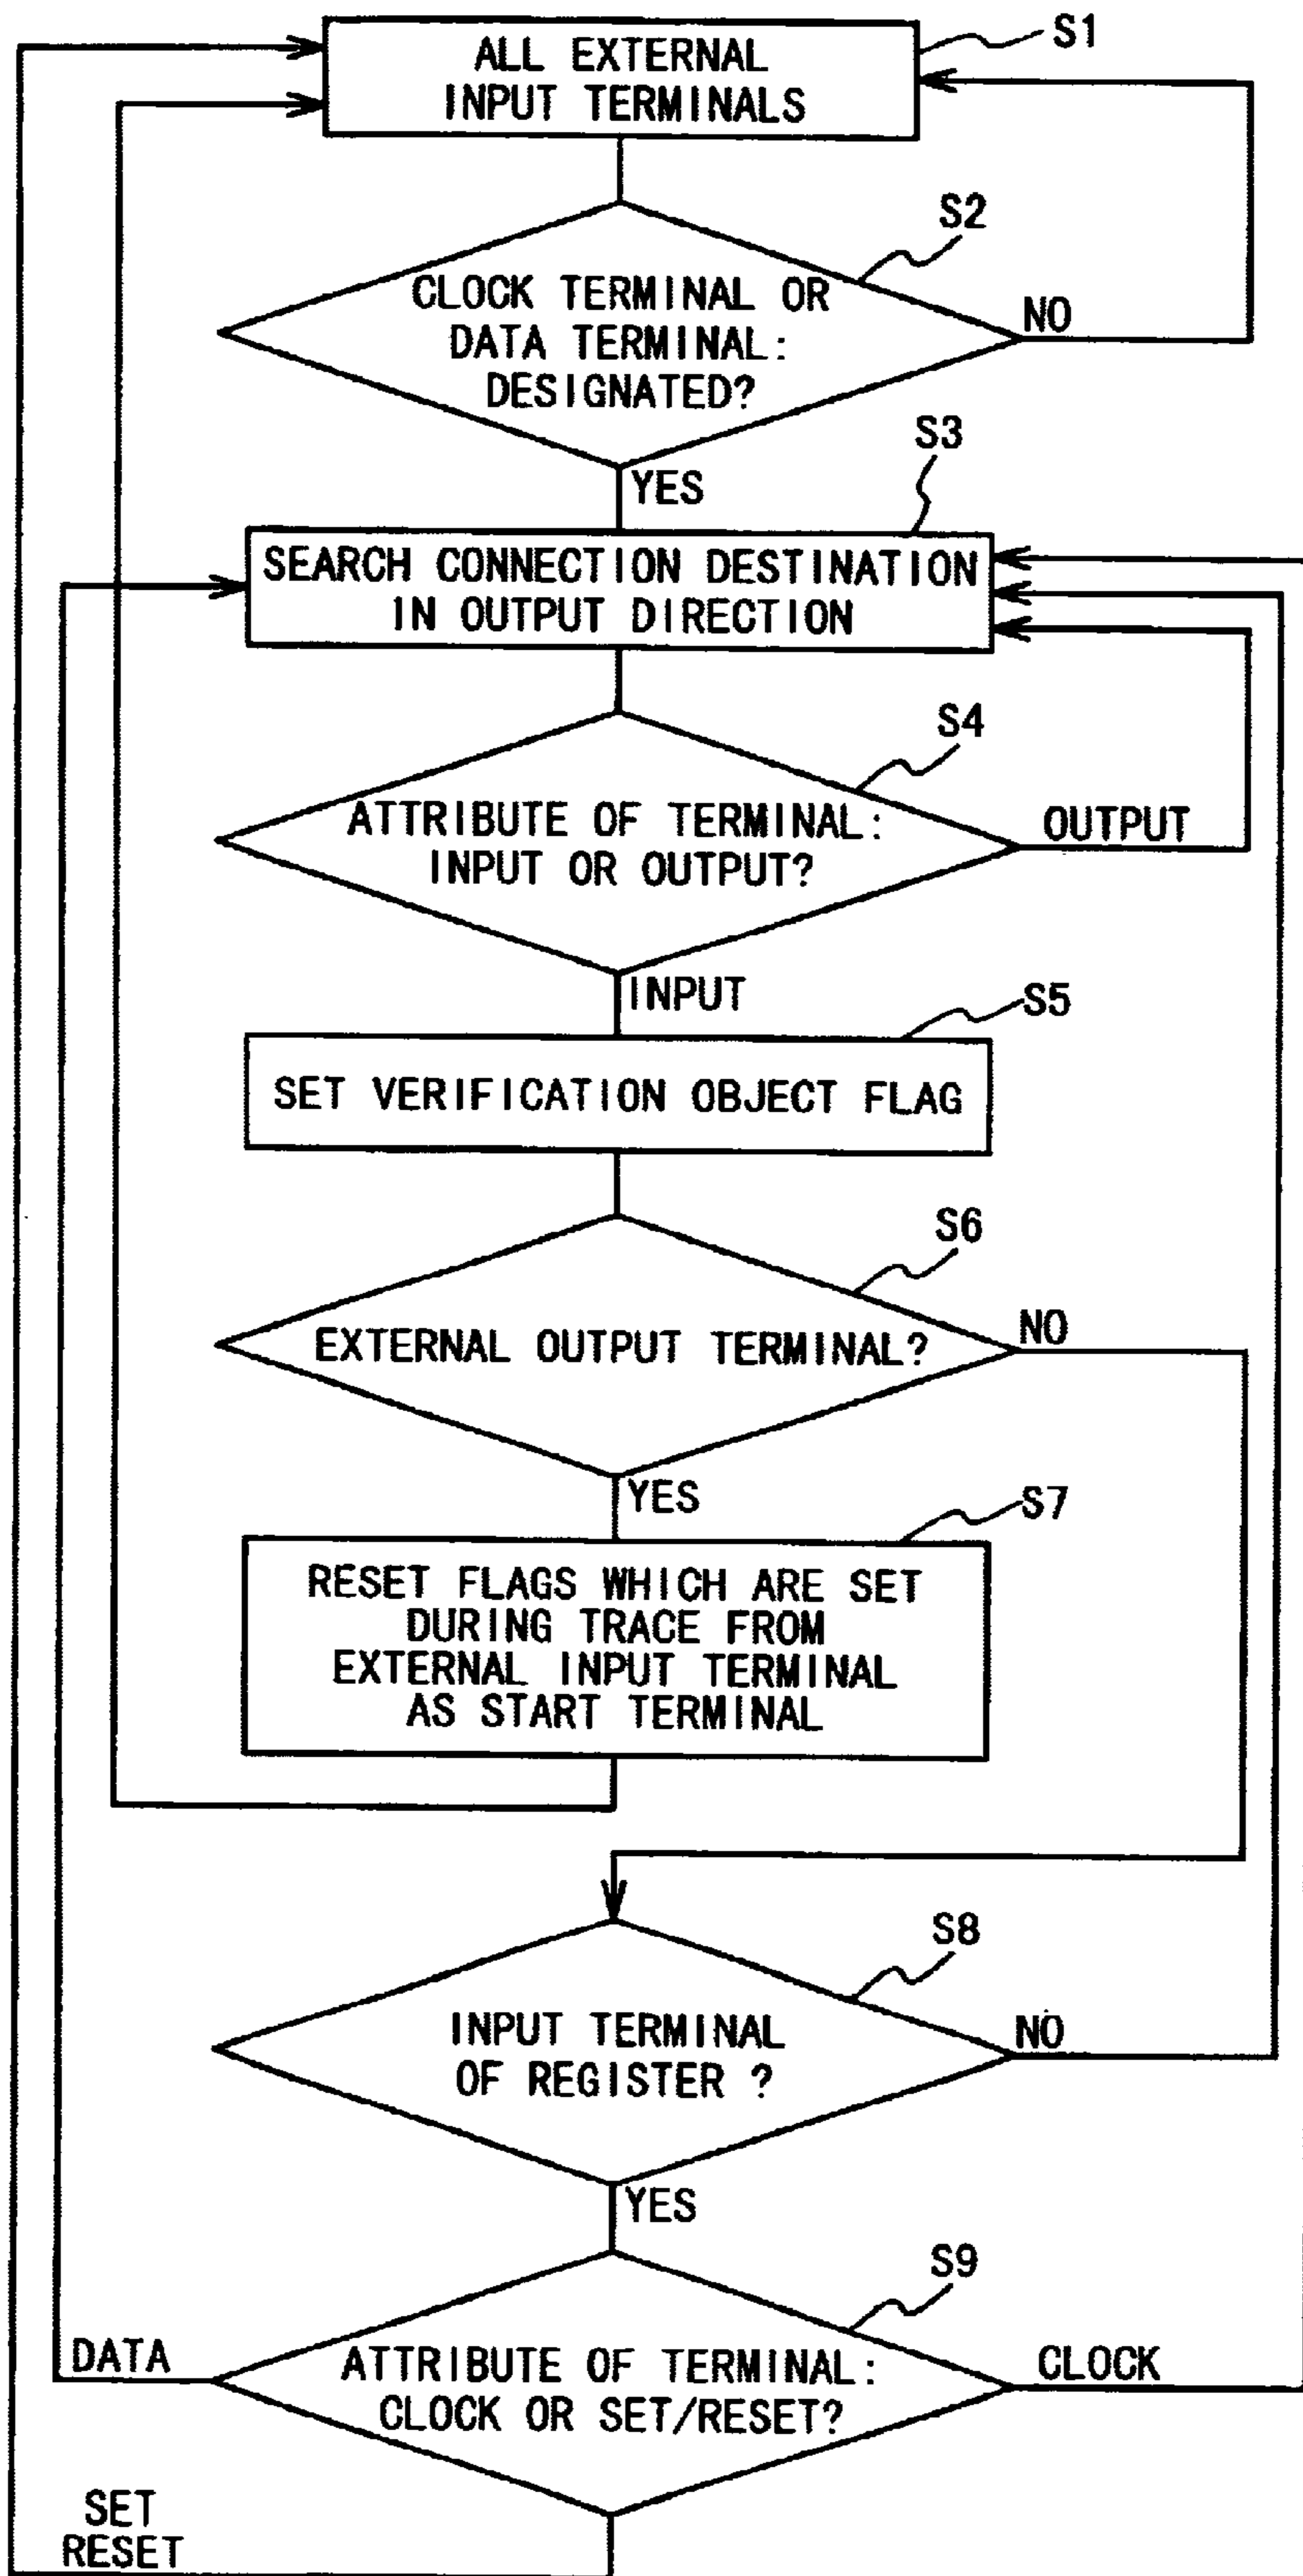 S1
ALL EXTERNAL
INPUT TERMINALS
S2
CLOCK TERMINAL OR
DATA TERMINAL:
DESIGNATED?
NO
YES
S3
SEARCH CONNECTION DESTINATION
IN OUTPUT DIRECTION
S4
ATTRIBUTE OF TERMINAL:
INPUT OR OUTPUT?
OUTPUT
INPUT
S5
SET VERIFICATION OBJECT FLAG
S6
EXTERNAL OUTPUT TERMINAL?
NO
YES
S7
RESET FLAGS WHICH ARE SET
DURING TRACE FROM
EXTERNAL INPUT TERMINAL
AS START TERMINAL
S8
INPUT TERMINAL
OF REGISTER ?
NO
YES
S9
DATA
ATTRIBUTE OF TERMINAL:
CLOCK OR SET/RESET?
CLOCK
SET
RESET